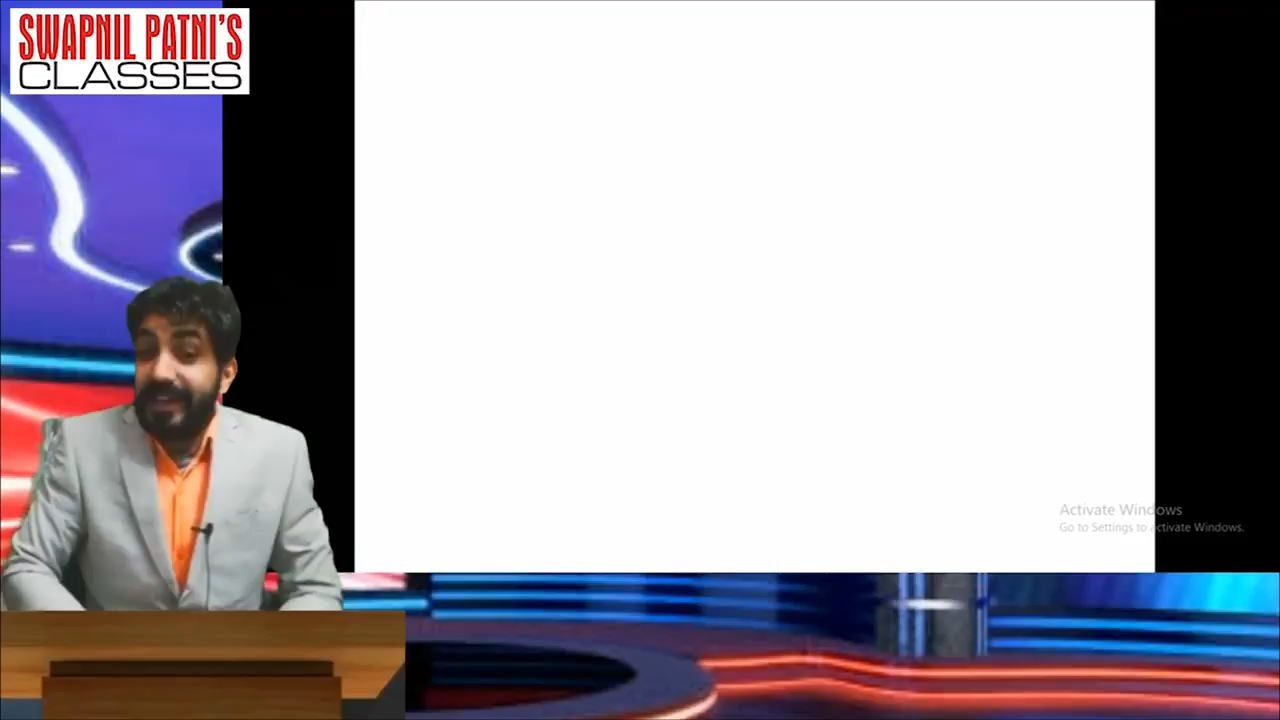 SWAPNIL PATNI'S
CLASSES
Activate Windows
Go to Settings to activate Windows.